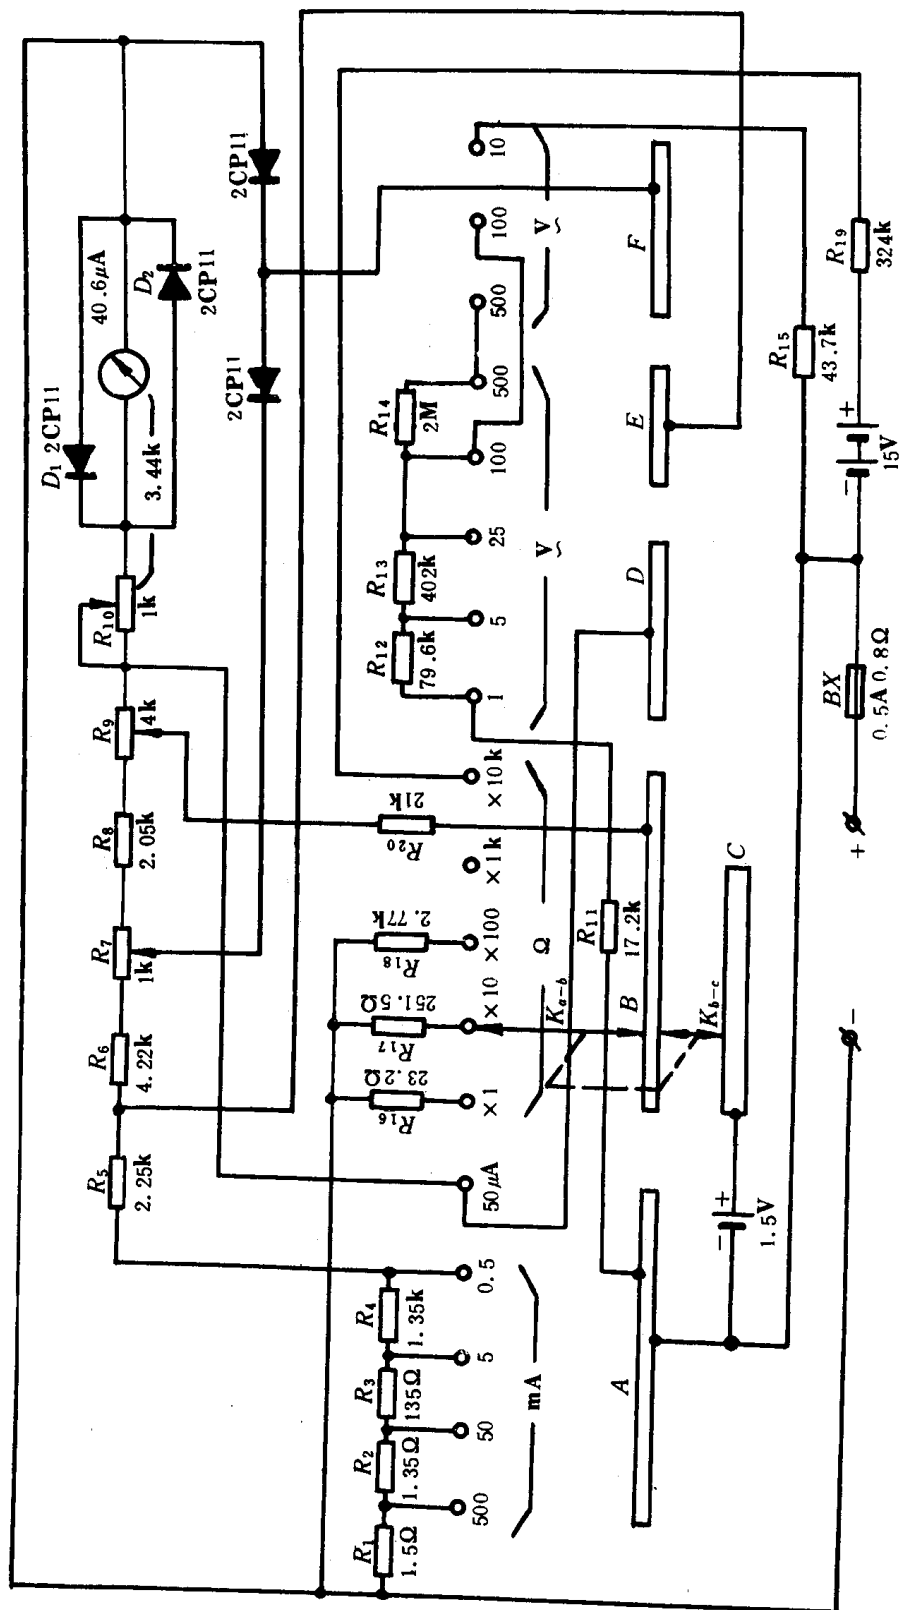 40.6μA
3.44k
D₁ 2CP11
D₂
2CP11
2CP11
2CP11
R₁₀
1k
R₉
4k
R₈
2.05k
R₇
1k
R₆
4.22k
R₅
2.25k
R₄
1.35k
R₃
135Ω
R₂
1.35Ω
R₁
1.5Ω
500
50
5
0.5
mA
50μA
R₁₆
23.2Ω
R₁₇
251.5Ω
R₁₈
2.77k
R₂₀
21k
×1
×10
×100
×1k
×10k
Ω
R₁₂
79.6k
R₁₃
402k
R₁₄
2M
1
5
25
100
500
V~
500
100
10
V~
R₁₁
17.2k
Kₐ₋b
K_b-c
A
B
C
D
E
F
− +
1.5V
R₁₅
43.7k
R₁₉
324k
− +
15V
BX
0.5A 0.8Ω
+
−